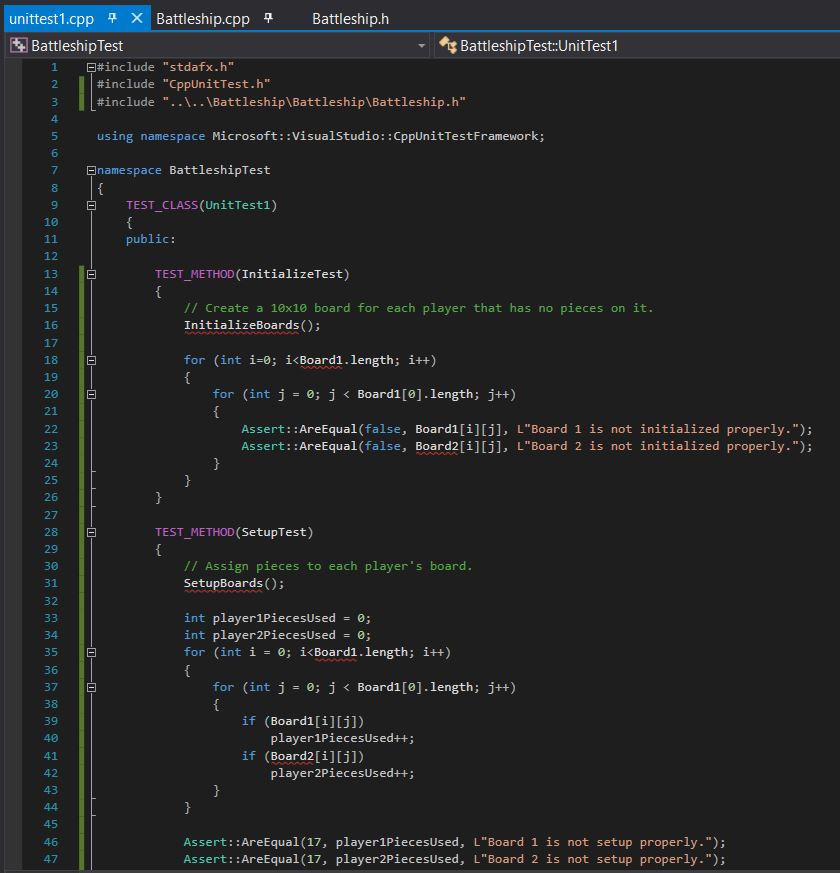 unittest1.cpp Battleship.cpp Battleship.h
BattleshipTest BattleshipTest::UnitTest1
1 #include "stdafx.h"
2 #include "CppUnitTest.h"
3 #include "..\..\Battleship\Battleship\Battleship.h"
4
5 using namespace Microsoft::VisualStudio::CppUnitTestFramework;
6
7 namespace BattleshipTest
8 {
9     TEST_CLASS(UnitTest1)
10     {
11     public:
12
13         TEST_METHOD(InitializeTest)
14         {
15             // Create a 10x10 board for each player that has no pieces on it.
16             InitializeBoards();
17
18             for (int i=0; i<Board1.length; i++)
19             {
20                 for (int j = 0; j < Board1[0].length; j++)
21                 {
22                     Assert::AreEqual(false, Board1[i][j], L"Board 1 is not initialized properly.");
23                     Assert::AreEqual(false, Board2[i][j], L"Board 2 is not initialized properly.");
24                 }
25             }
26         }
27
28         TEST_METHOD(SetupTest)
29         {
30             // Assign pieces to each player's board.
31             SetupBoards();
32
33             int player1PiecesUsed = 0;
34             int player2PiecesUsed = 0;
35             for (int i = 0; i<Board1.length; i++)
36             {
37                 for (int j = 0; j < Board1[0].length; j++)
38                 {
39                     if (Board1[i][j])
40                         player1PiecesUsed++;
41                     if (Board2[i][j])
42                         player2PiecesUsed++;
43                 }
44             }
45
46             Assert::AreEqual(17, player1PiecesUsed, L"Board 1 is not setup properly.");
47             Assert::AreEqual(17, player2PiecesUsed, L"Board 2 is not setup properly.");